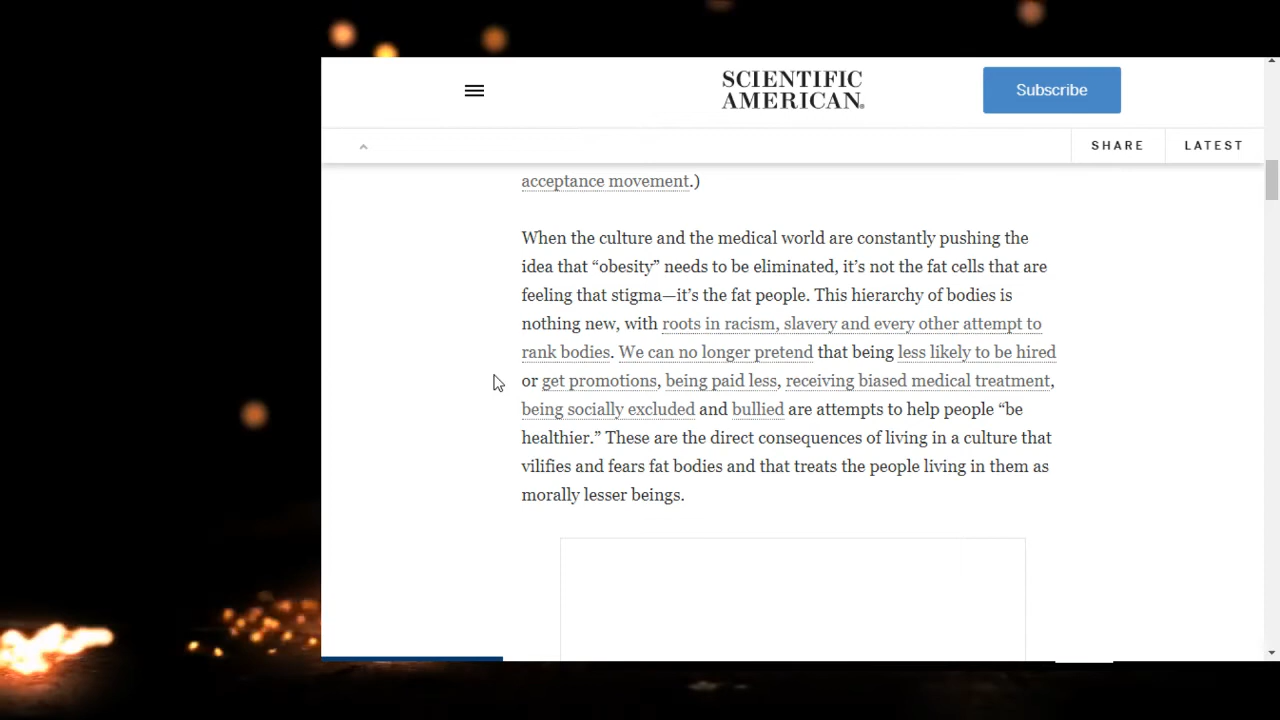 SCIENTIFIC
AMERICAN®
Subscribe
SHARE
LATEST
acceptance movement.)
When the culture and the medical world are constantly pushing the
idea that “obesity” needs to be eliminated, it’s not the fat cells that are
feeling that stigma—it’s the fat people. This hierarchy of bodies is
nothing new, with roots in racism, slavery and every other attempt to
rank bodies. We can no longer pretend that being less likely to be hired
or get promotions, being paid less, receiving biased medical treatment,
being socially excluded and bullied are attempts to help people “be
healthier.” These are the direct consequences of living in a culture that
vilifies and fears fat bodies and that treats the people living in them as
morally lesser beings.